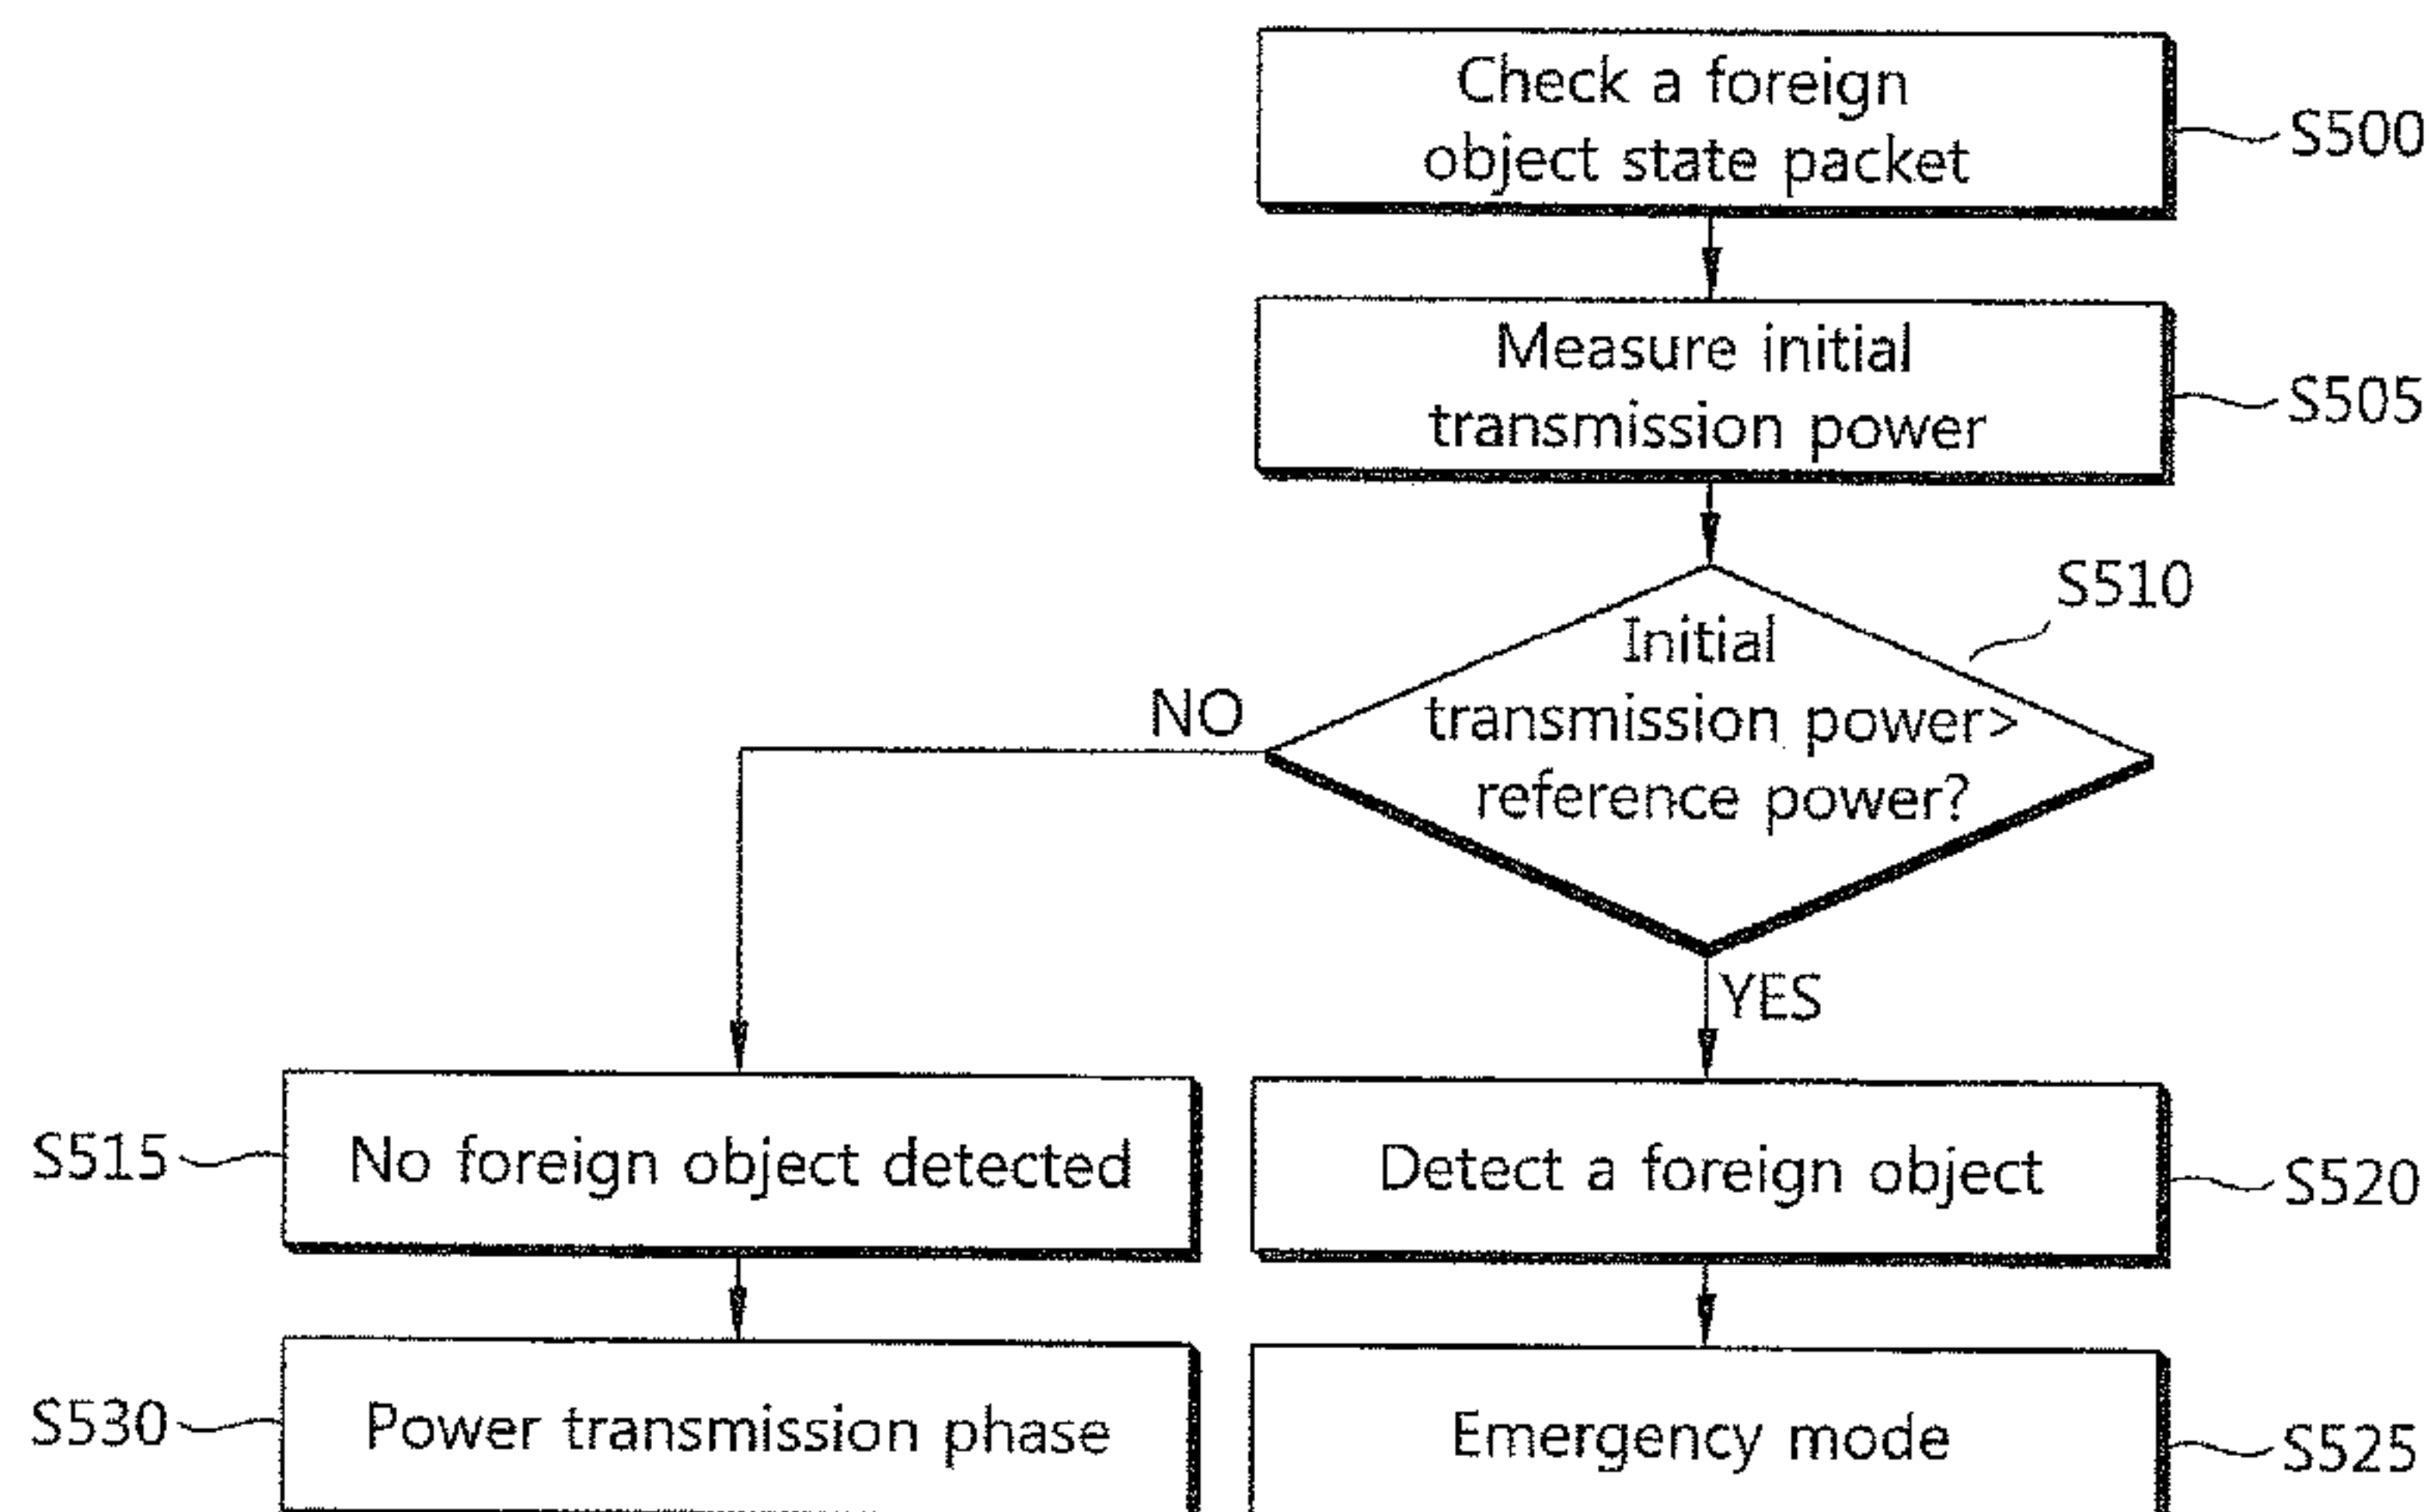 Check a foreign
object state packet
S500
Measure initial
transmission power
S505
S510
Initial
transmission power>
reference power?
NO
YES
S515
No foreign object detected
Detect a foreign object
S520
S530
Power transmission phase
Emergency mode
S525